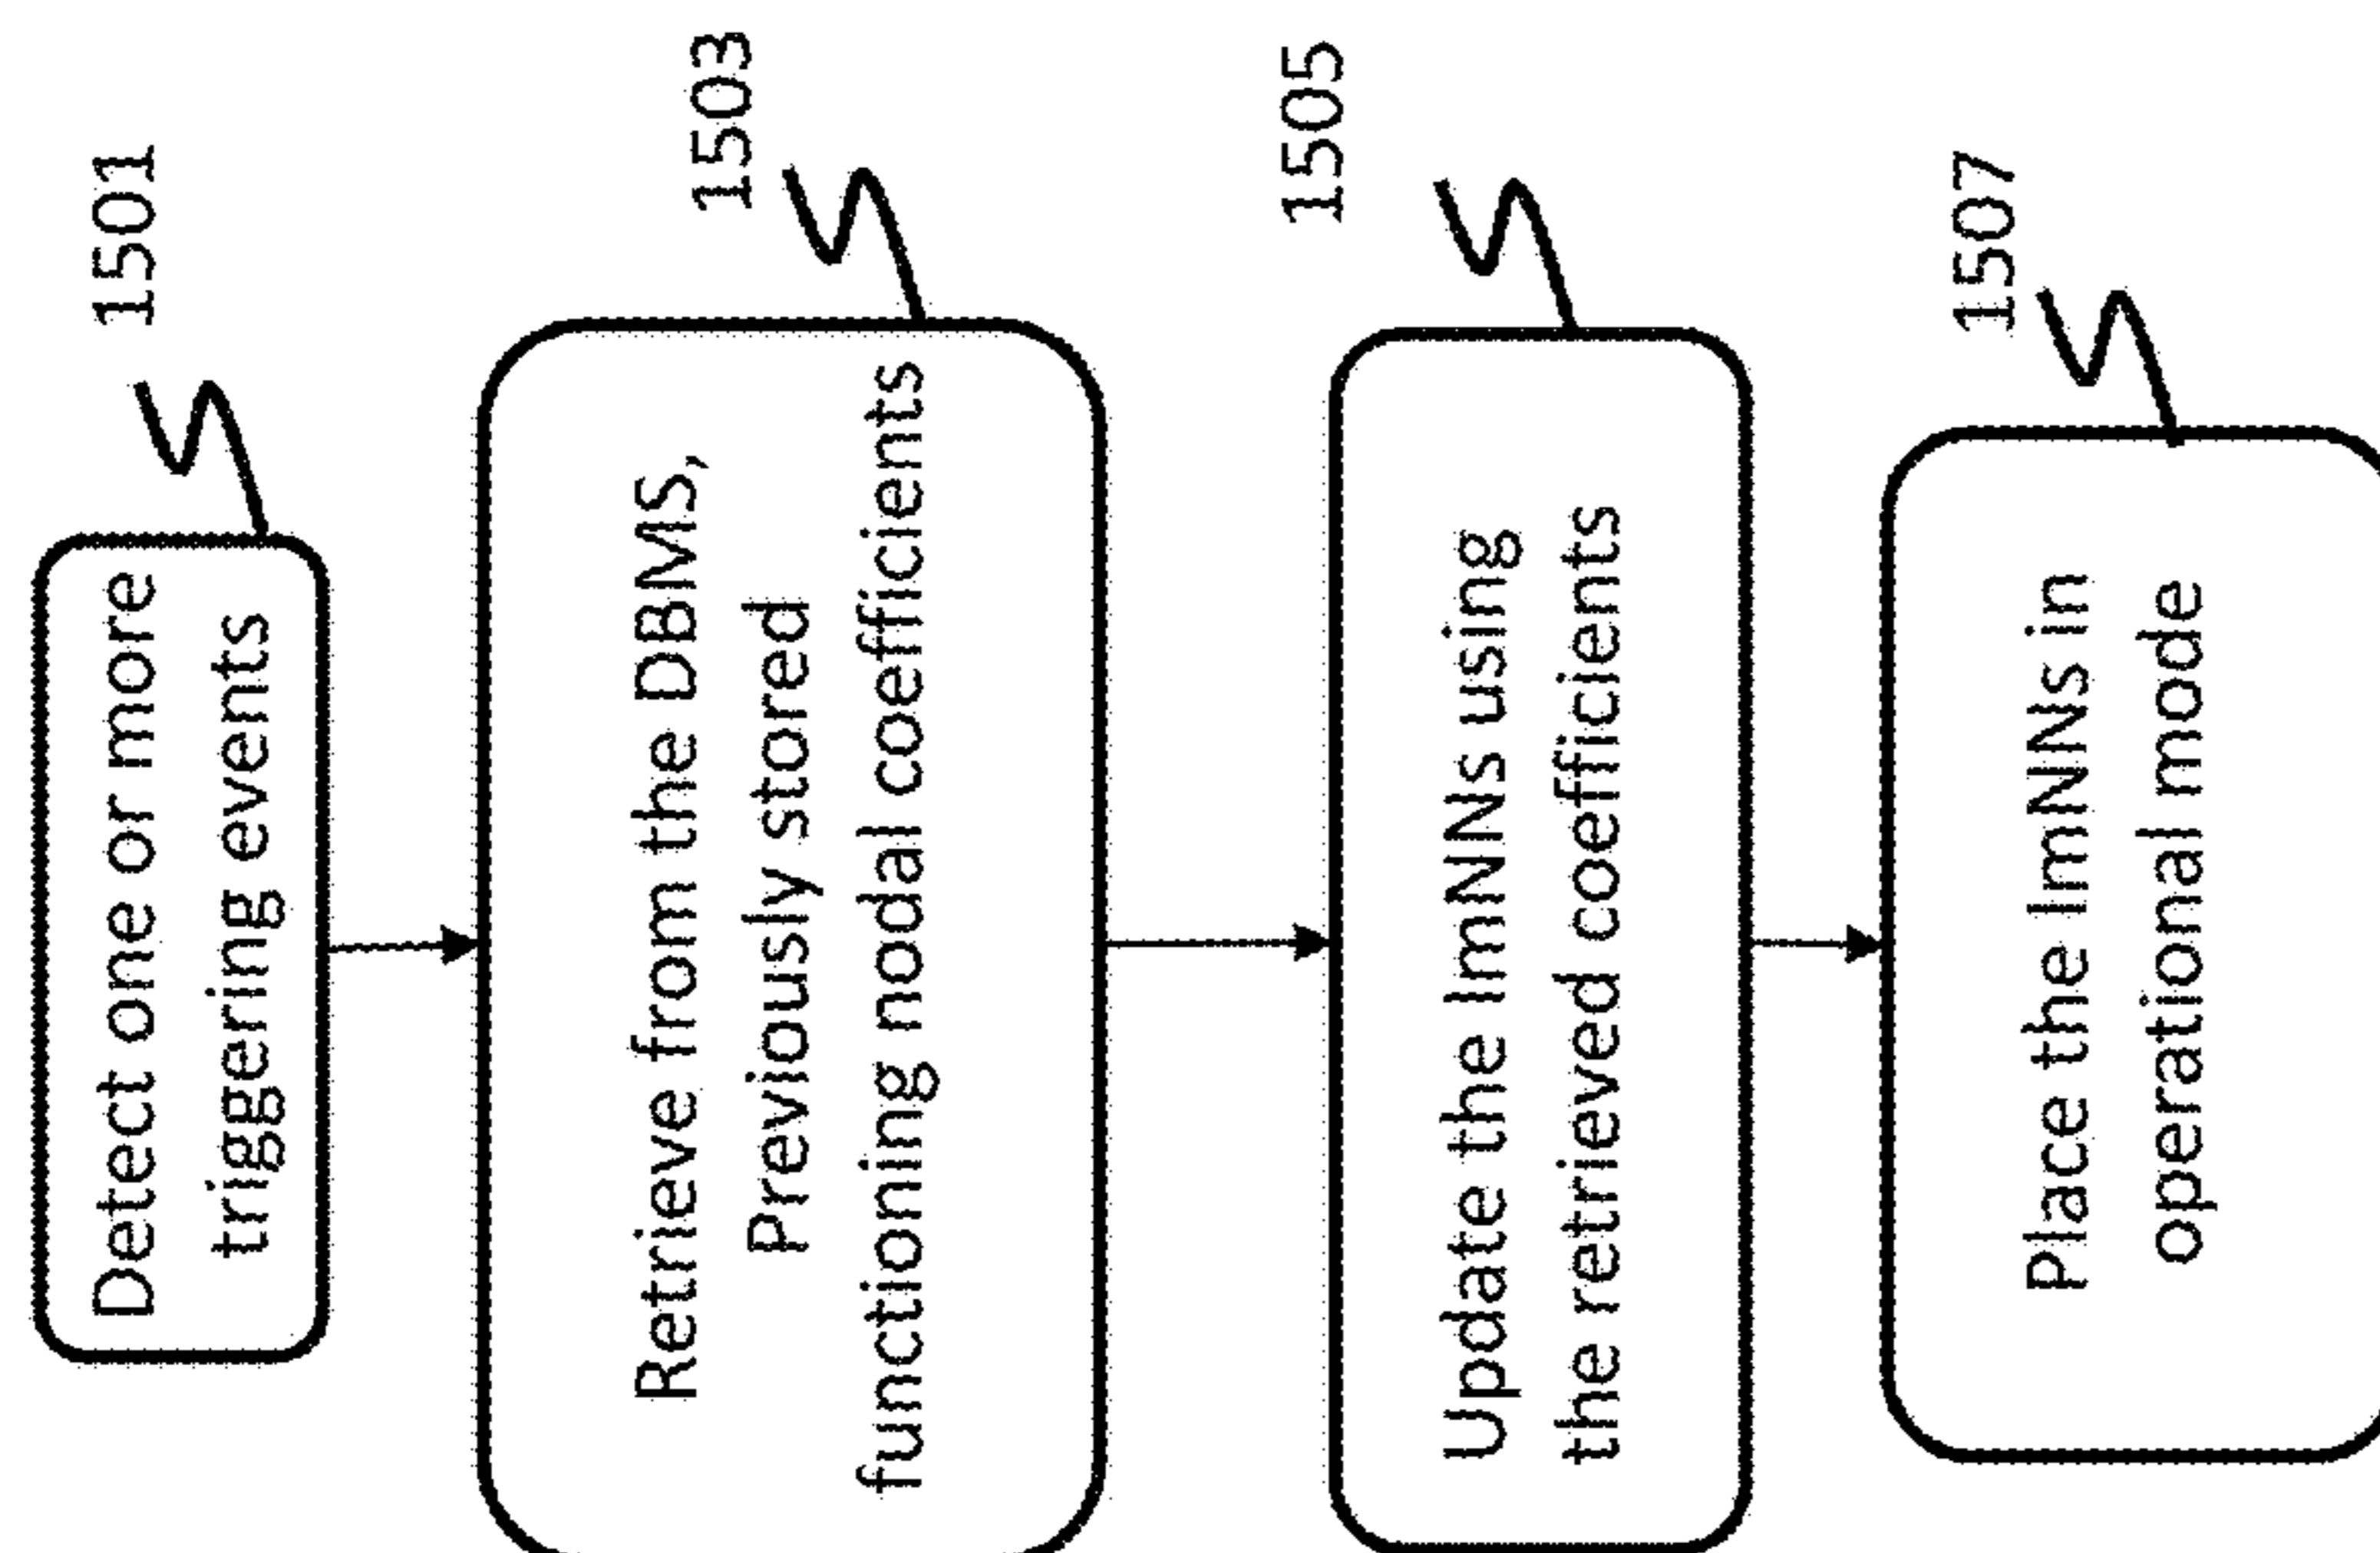 Detect one or more
triggering events
1501
Retrieve from the DBMS,
Previously stored
functioning nodal coefficients
1503
Update the ImNNs using
the retrieved coefficients
1505
Place the ImNNs in
operational mode
1507